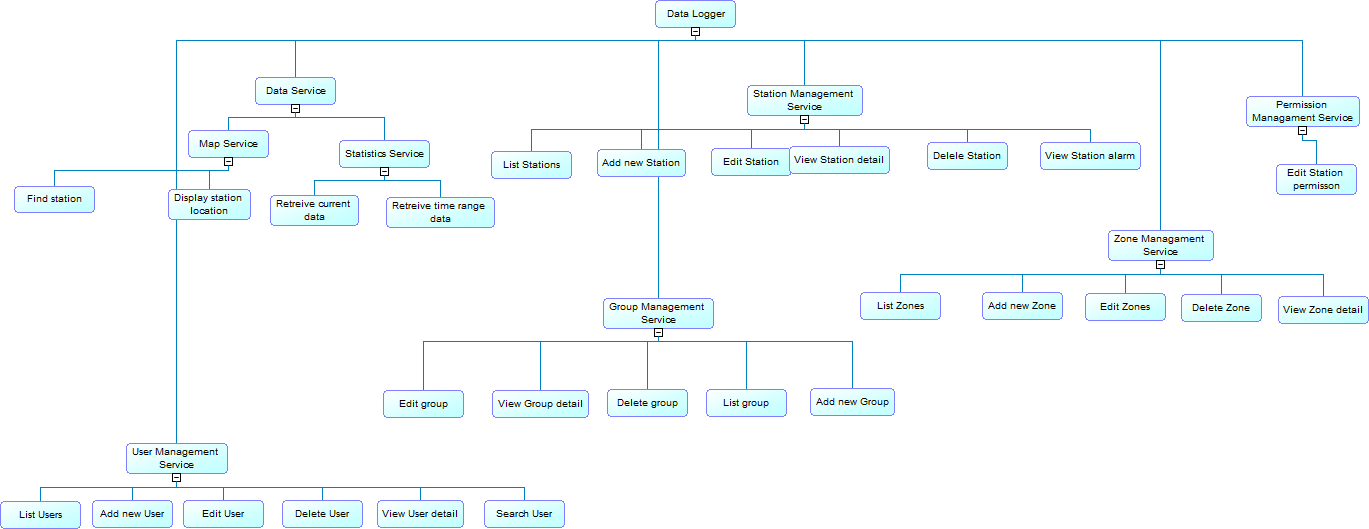 Data Logger
Data Service
Station Management
Service
Permission
Managament Service
Map Service
Statistics Service
List Stations
Add new Station
Edit Station
View Station detail
Delele Station
View Station alarm
Edit Station
permisson
Find station
Display station
location
Retreive current
data
Retreive time range
data
Zone Managament
Service
List Zones
Add new Zone
Edit Zones
Delete Zone
View Zone detail
Group Management
Service
Edit group
View Group detail
Delete group
List group
Add new Group
User Management
Service
List Users
Add new User
Edit User
Delete User
View User detail
Search User